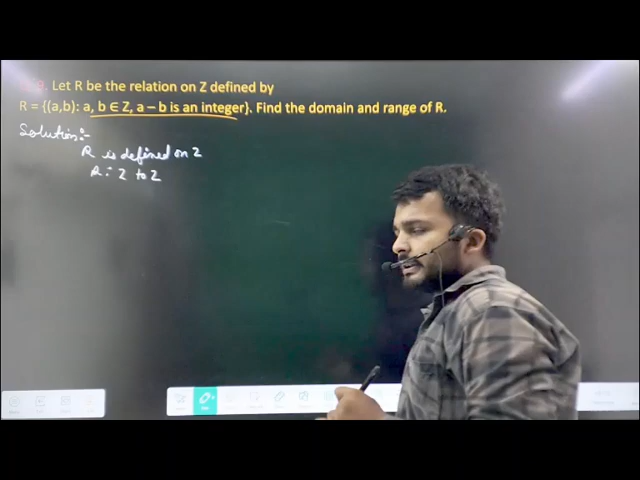 Let R be the relation on Z defined by
R = {(a,b): a, b ∈ Z, a – b is an integer}. Find the domain and range of R.
Solution:-
R is defined on Z
R: Z to Z